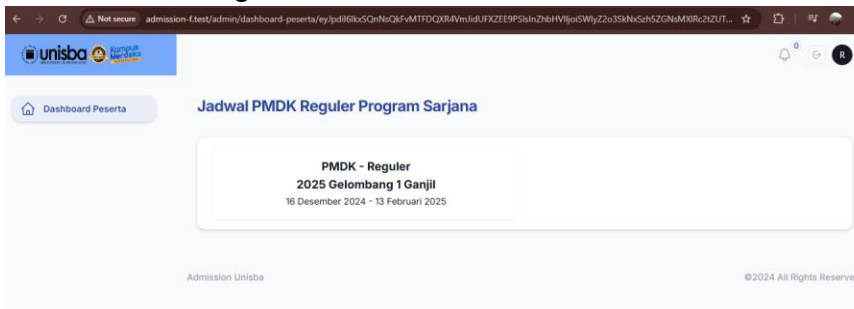 Not secure admission-f.test/admin/dashboard-peserta/
unisba Kampus Merdeka
0
R
Dashboard Peserta
Jadwal PMDK Reguler Program Sarjana
PMDK - Reguler
2025 Gelombang 1 Ganjil
16 Desember 2024 - 13 Februari 2025
Admission Unisba
©2024 All Rights Reserve